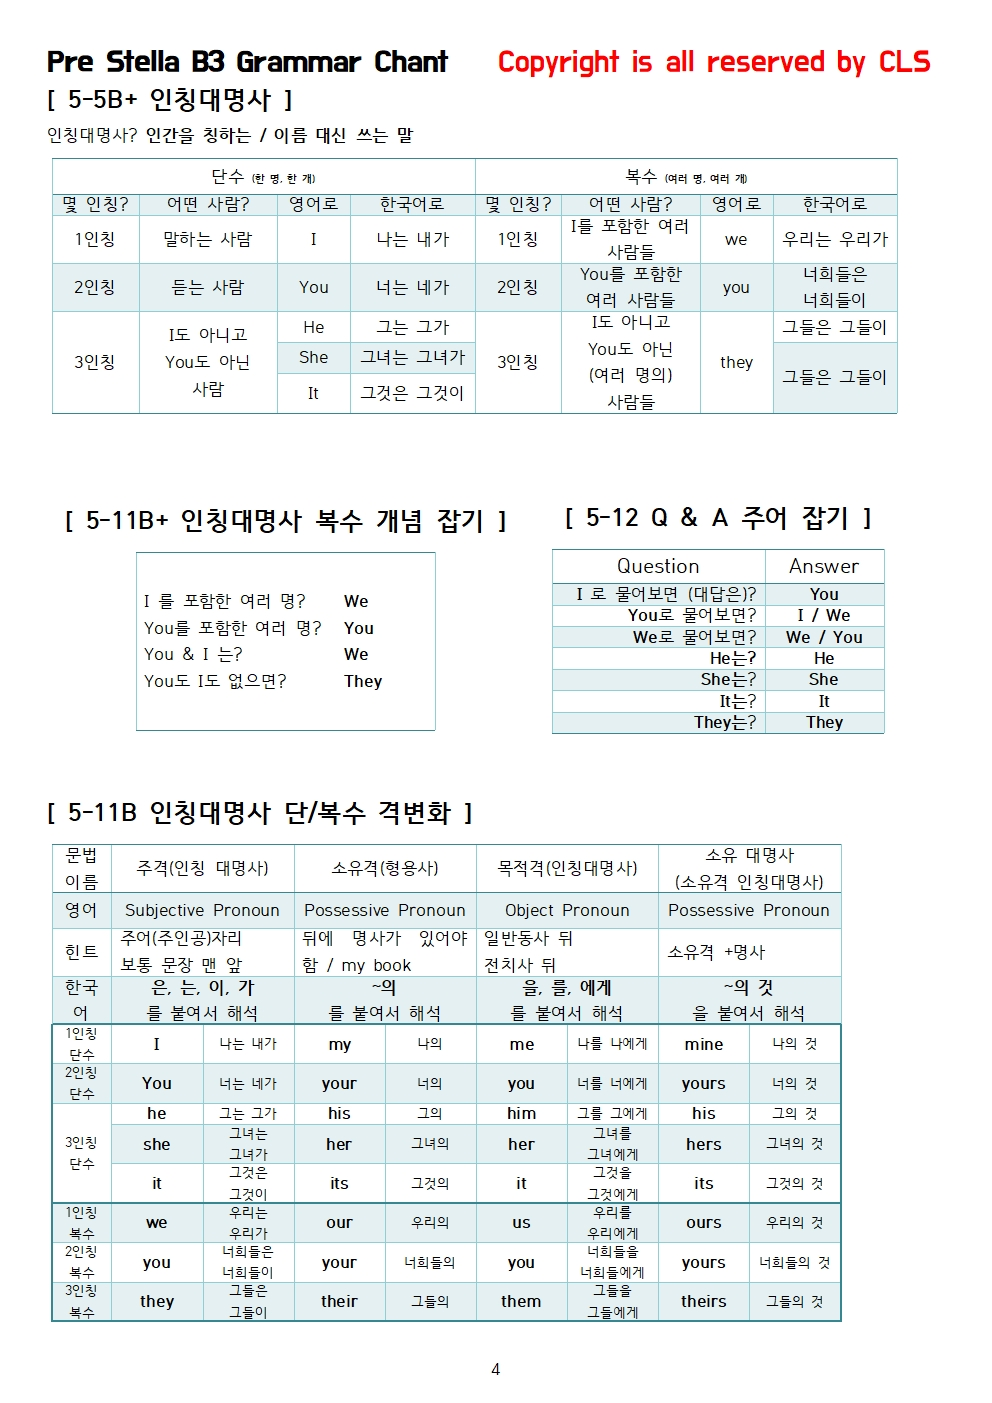 Pre Stella B3 Grammar Chant Copyright is all reserved by CLS
[ 5-5B+ 인칭대명사 ]
인칭대명사? 인간을 칭하는 / 이름 대신 쓰는 말
단수 (한 명, 한 개) 복수 (여러 명, 여러 개)
몇 인칭? 어떤 사람? 영어로 한국어로 몇 인칭? 어떤 사람? 영어로 한국어로
1인칭 말하는 사람 I 나는 내가 1인칭 I를 포함한 여러
사람들 we 우리는 우리가
2인칭 듣는 사람 You 너는 네가 2인칭 You를 포함한
여러 사람들 you 너희들은
너희들이
3인칭 I도 아니고
You도 아닌
사람 He 그는 그가
She 그녀는 그녀가
It 그것은 그것이
3인칭 I도 아니고
You도 아닌
(여러 명의)
사람들 they 그들은 그들이
그들은 그들이
[ 5-11B+ 인칭대명사 복수 개념 잡기 ]
I 를 포함한 여러 명? We
You를 포함한 여러 명? You
You & I 는? We
You도 I도 없으면? They
[ 5-12 Q & A 주어 잡기 ]
Question Answer
I 로 물어보면 (대답은)? You
You로 물어보면? I / We
We로 물어보면? We / You
He는? He
She는? She
It는? It
They는? They
[ 5-11B 인칭대명사 단/복수 격변화 ]
문법
이름 주격(인칭 대명사) 소유격(형용사) 목적격(인칭대명사) 소유 대명사
(소유격 인칭대명사)
영어 Subjective Pronoun Possessive Pronoun Object Pronoun Possessive Pronoun
힌트 주어(주인공)자리
보통 문장 맨 앞 뒤에 명사가 있어야
함 / my book 일반동사 뒤
전치사 뒤 소유격 +명사
한국
어 은, 는, 이, 가
를 붙여서 해석 ~의
를 붙여서 해석 을, 를, 에게
를 붙여서 해석 ~의 것
을 붙여서 해석
1인칭
단수 I 나는 내가 my 나의 me 나를 나에게 mine 나의 것
2인칭
단수 You 너는 네가 your 너의 you 너를 너에게 yours 너의 것
3인칭
단수 he 그는 그가 his 그의 him 그를 그에게 his 그의 것
she 그녀는
그녀가 her 그녀의 her 그녀를
그녀에게 hers 그녀의 것
it 그것은
그것이 its 그것의 it 그것을
그것에게 its 그것의 것
1인칭
복수 we 우리는
우리가 our 우리의 us 우리를
우리에게 ours 우리의 것
2인칭
복수 you 너희들은
너희들이 your 너희들의 you 너희들을
너희들에게 yours 너희들의 것
3인칭
복수 they 그들은
그들이 their 그들의 them 그들을
그들에게 theirs 그들의 것
4